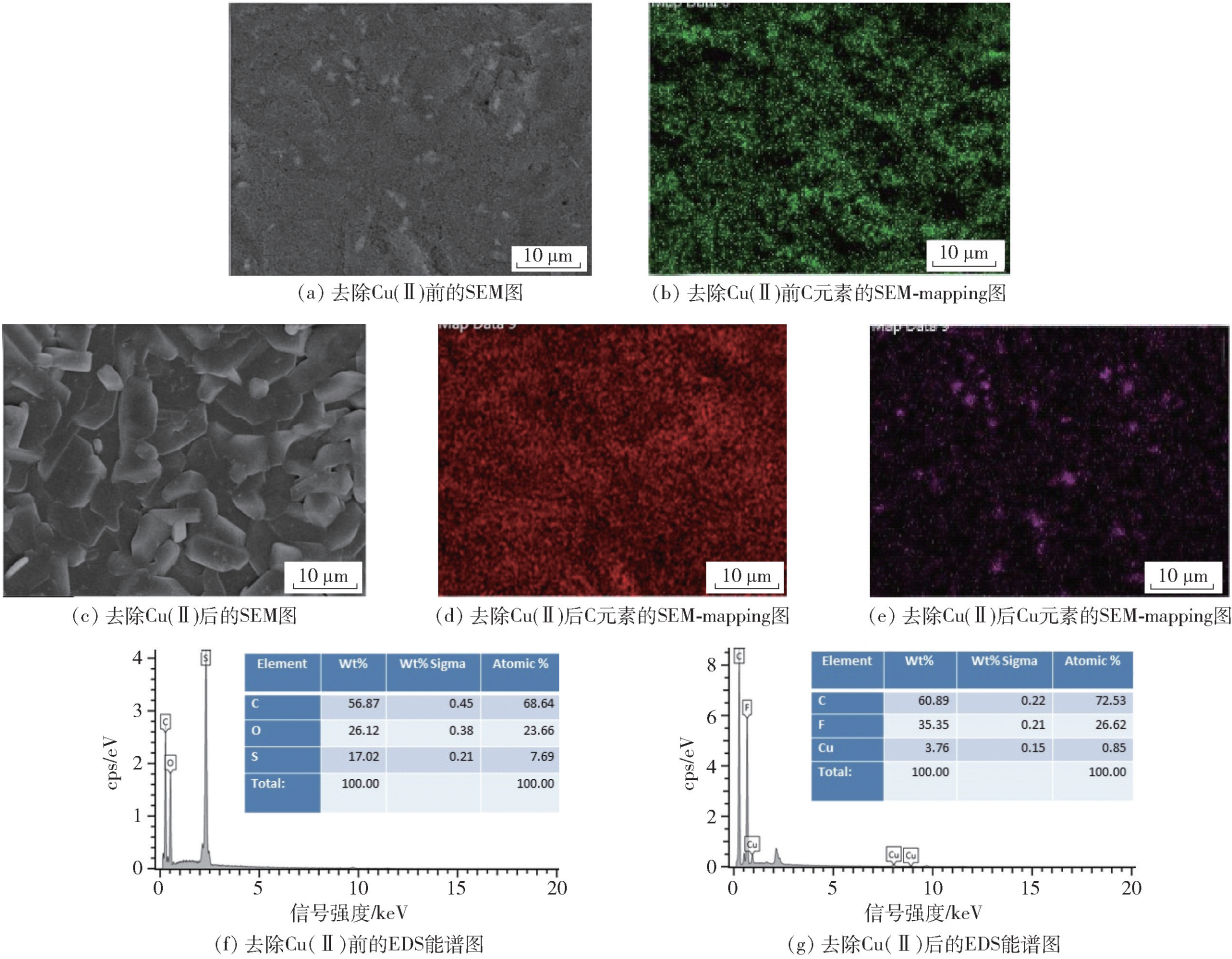 Map Data 6
10 μm
10 μm
(a) 去除Cu(Ⅱ)前的SEM图
(b) 去除Cu(Ⅱ)前C元素的SEM-mapping图
Map Data 9
Map Data 9
10 μm
10 μm
10 μm
(c) 去除Cu(Ⅱ)后的SEM图
(d) 去除Cu(Ⅱ)后C元素的SEM-mapping图
(e) 去除Cu(Ⅱ)后Cu元素的SEM-mapping图
cps/eV
4
3
2
1
0
S
C
O
Element Wt% Wt% Sigma Atomic %
C 56.87 0.45 68.64
O 26.12 0.38 23.66
S 17.02 0.21 7.69
Total: 100.00 100.00
0 5 10 15 20
信号强度/keV
(f) 去除Cu(Ⅱ)前的EDS能谱图
cps/eV
8
6
4
2
0
C
F
Cu
Cu Cu
Element Wt% Wt% Sigma Atomic %
C 60.89 0.22 72.53
F 35.35 0.21 26.62
Cu 3.76 0.15 0.85
Total: 100.00 100.00
0 5 10 15 20
信号强度/keV
(g) 去除Cu(Ⅱ)后的EDS能谱图